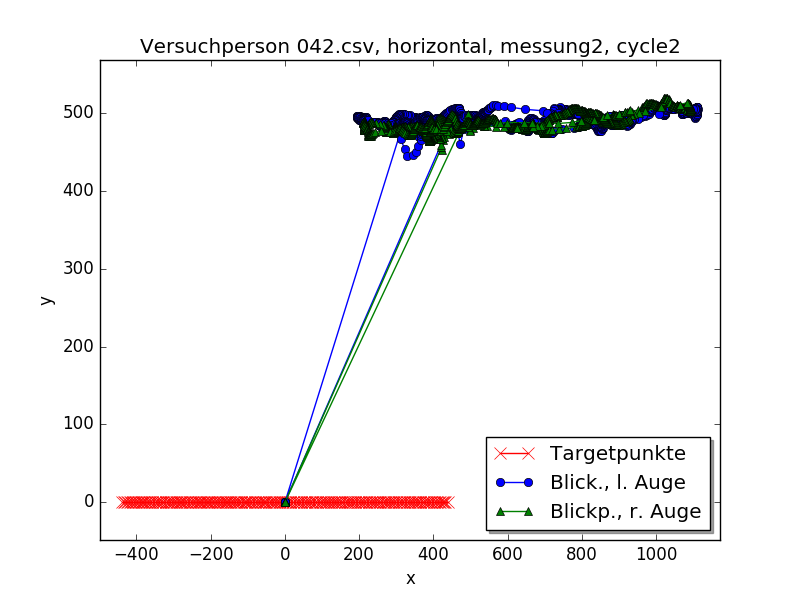 Versuchperson 042.csv, horizontal, messung2, cycle2
y
500
400
300
200
100
0
−400 −200 0 200 400 600 800 1000
x
Targetpunkte
Blick., l. Auge
Blickp., r. Auge